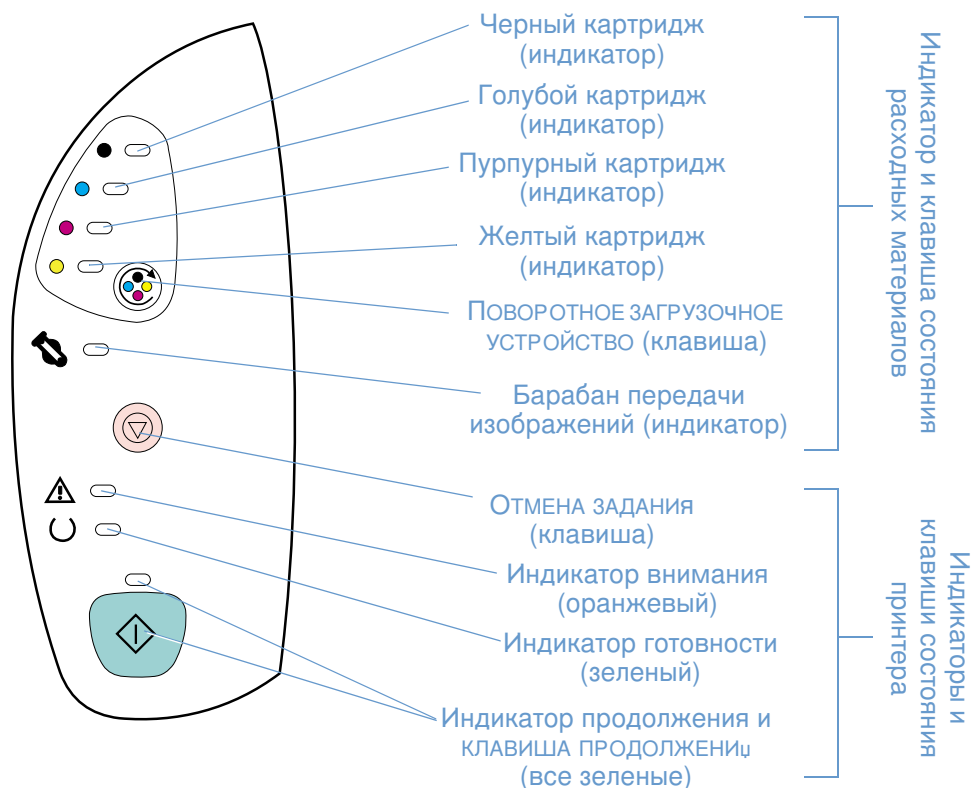 Черный картридж
(индикатор)
Голубой картридж
(индикатор)
Пурпурный картридж
(индикатор)
Желтый картридж
(индикатор)
ПОВОРОТНОЕ ЗАГРУЗОчНОЕ
УСТРОЙСТВО (клавиша)
Барабан передачи
изображений (индикатор)
Индикатор и клавиша состояния
расходных материалов
ОТМЕНА ЗАДАНИя
(клавиша)
Индикатор внимания
(оранжевый)
Индикатор готовности
(зеленый)
Индикатор продолжения и
КЛАВИША ПРОДОЛЖЕНИџ
(все зеленые)
Индикаторы и
клавиши состояния
принтера